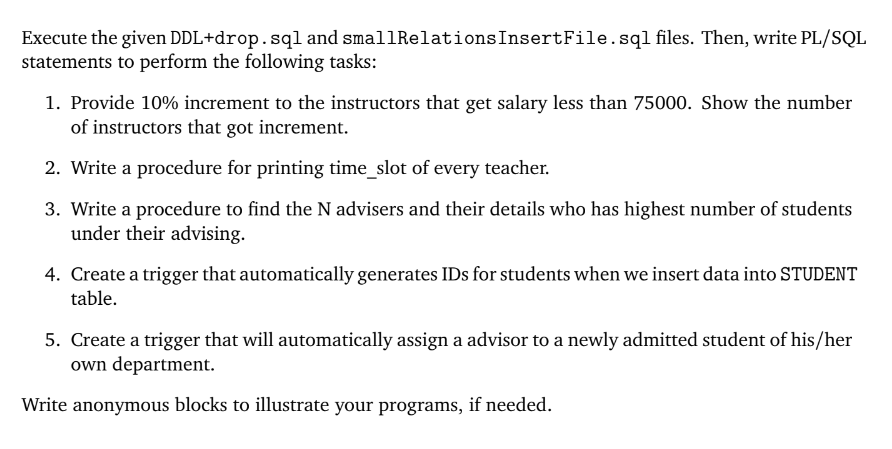 Execute the given DDL+drop.sql and smallRelationsInsertFile.sql files. Then, write PL/SQL
statements to perform the following tasks:
1. Provide 10% increment to the instructors that get salary less than 75000. Show the number
of instructors that got increment.
2. Write a procedure for printing time_slot of every teacher.
3. Write a procedure to find the N advisers and their details who has highest number of students
under their advising.
4. Create a trigger that automatically generates IDs for students when we insert data into STUDENT
table.
5. Create a trigger that will automatically assign a advisor to a newly admitted student of his/her
own department.
Write anonymous blocks to illustrate your programs, if needed.